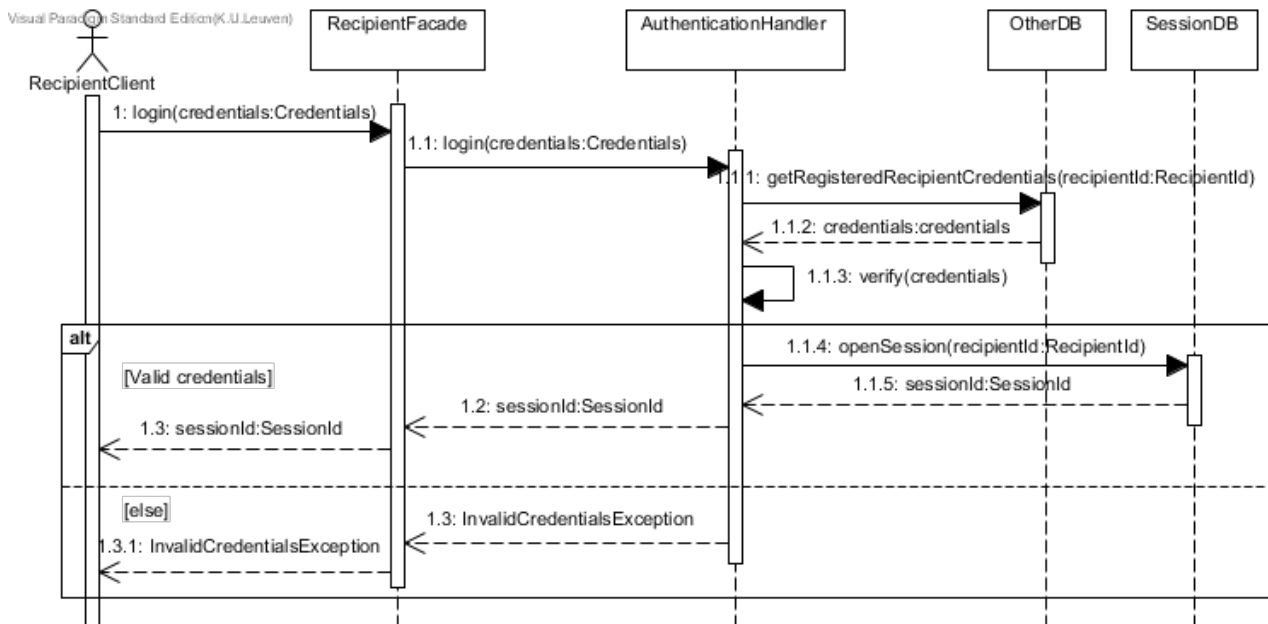 Visual Paradigm Standard Edition(K.U.Leuven)
RecipientClient
RecipientFacade
AuthenticationHandler
OtherDB
SessionDB
1: login(credentials:Credentials)
1.1: login(credentials:Credentials)
1.1.1: getRegisteredRecipientCredentials(recipientId:RecipientId)
1.1.2: credentials:credentials
1.1.3: verify(credentials)
alt
1.1.4: openSession(recipientId:RecipientId)
[Valid credentials]
1.1.5: sessionId:SessionId
1.2: sessionId:SessionId
1.3: sessionId:SessionId
[else]
1.3: InvalidCredentialsException
1.3.1: InvalidCredentialsException